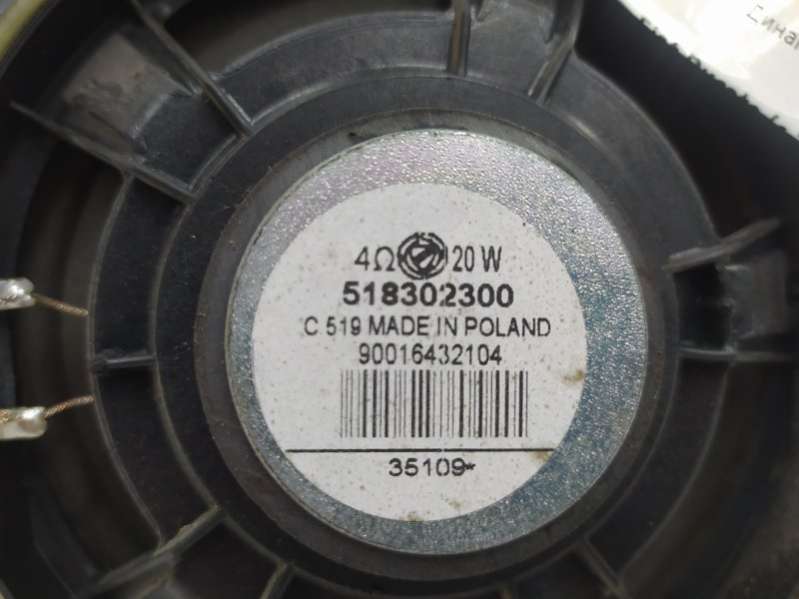 4Ω 20 W
518302300
C 519 MADE IN POLAND
90016432104
35109*